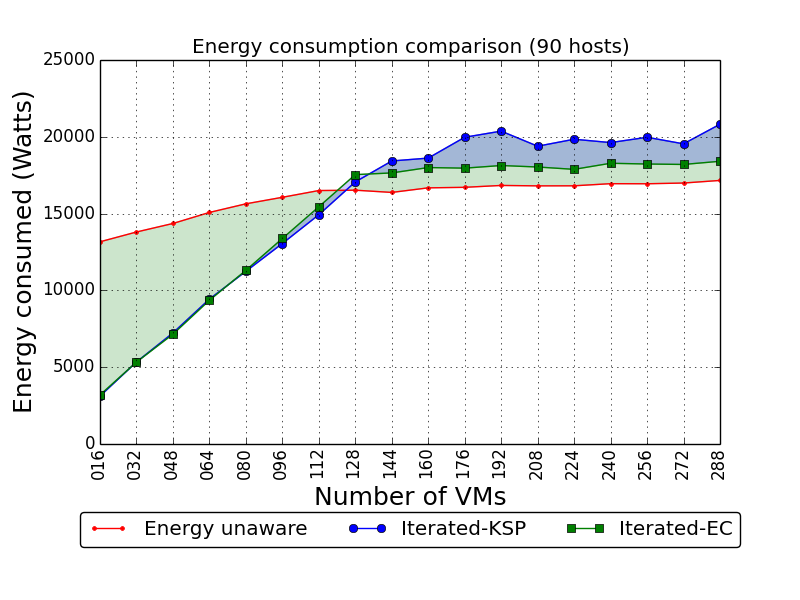 Energy consumption comparison (90 hosts)
Energy consumed (Watts)
25000
20000
15000
10000
5000
0
016 032 048 064 080 096 112 128 144 160 176 192 208 224 240 256 272 288
Number of VMs
Energy unaware Iterated-KSP Iterated-EC